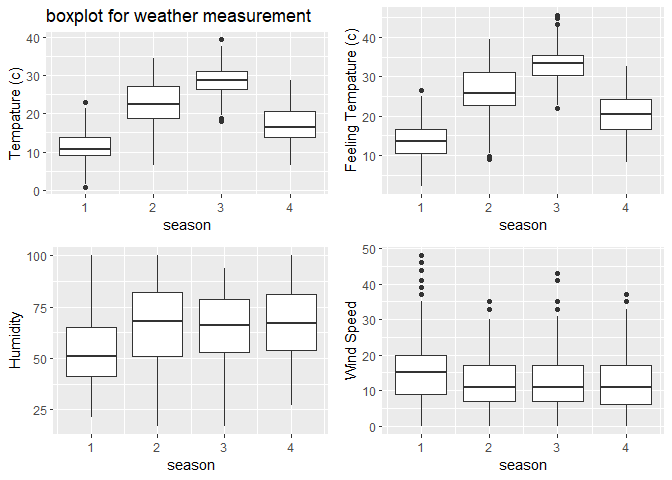 boxplot for weather measurement
Tempature (c)
40
30
20
10
0
1 2 3 4
season
Feeling Tempature (c)
40
30
20
10
1 2 3 4
season
Humidity
100
75
50
25
1 2 3 4
season
Wind Speed
50
40
30
20
10
0
1 2 3 4
season